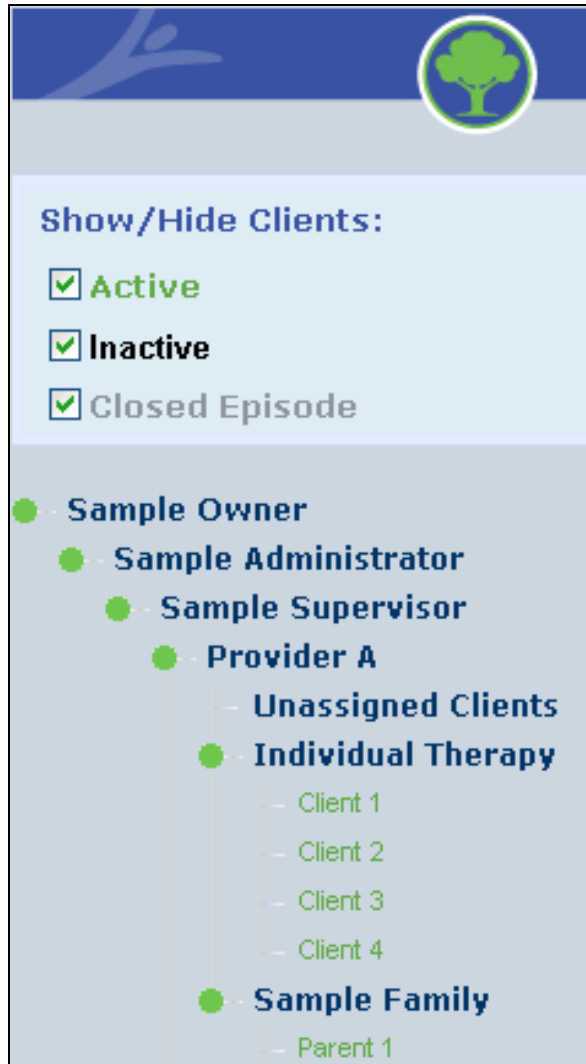 Show/Hide Clients:
Active
Inactive
Closed Episode
Sample Owner
Sample Administrator
Sample Supervisor
Provider A
Unassigned Clients
Individual Therapy
Client 1
Client 2
Client 3
Client 4
Sample Family
Parent 1